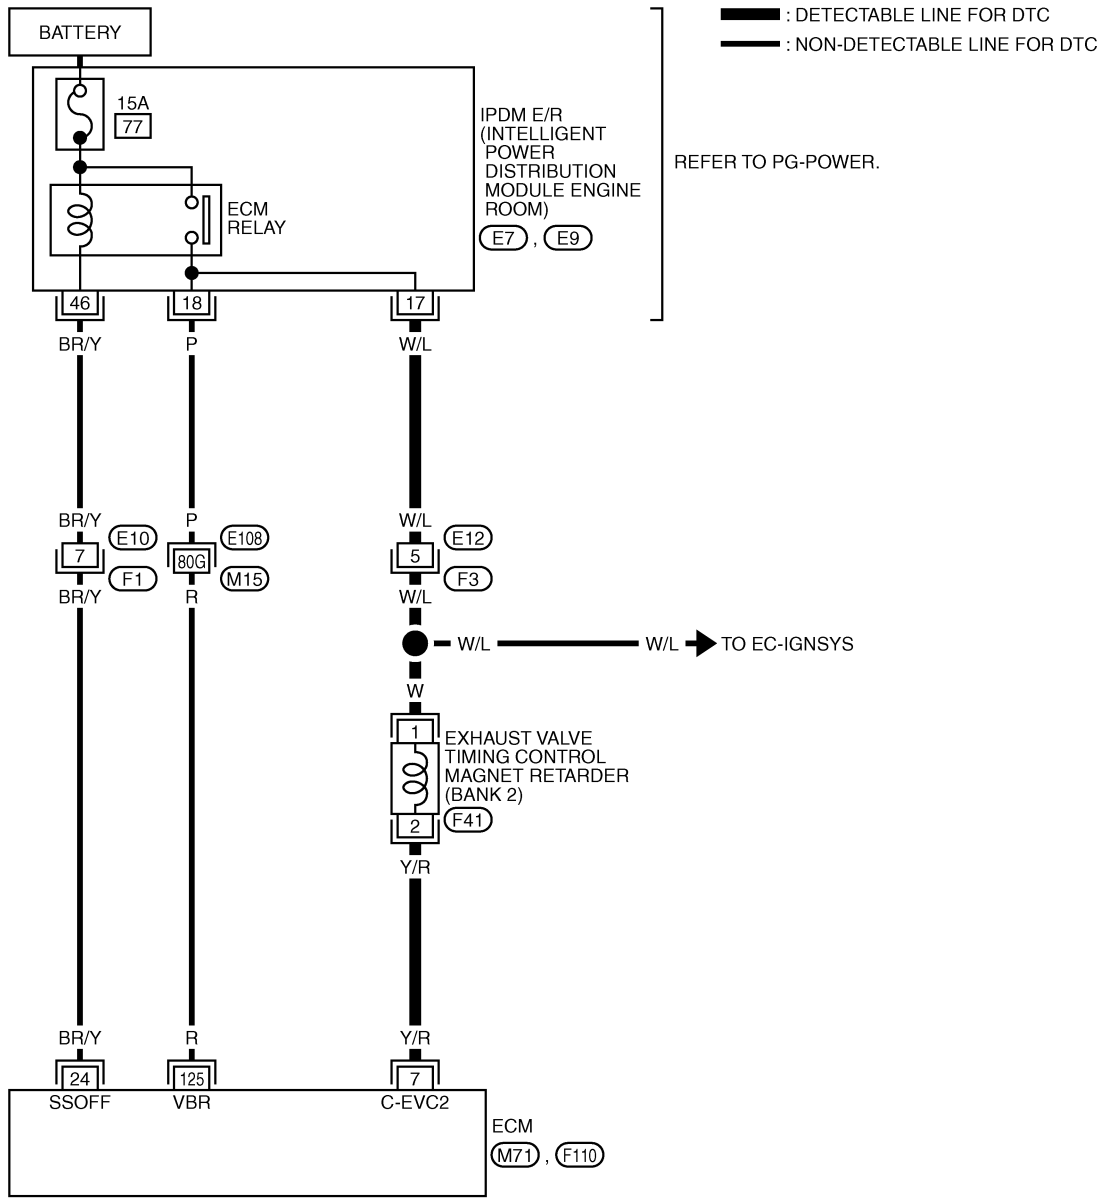 BATTERY
: DETECTABLE LINE FOR DTC
: NON-DETECTABLE LINE FOR DTC
15A
77
IPDM E/R
(INTELLIGENT
POWER
DISTRIBUTION
MODULE ENGINE
ROOM)
E7 , E9
REFER TO PG-POWER.
ECM
RELAY
46 18 17
BR/Y P W/L
BR/Y P W/L
E10 E108 E12
7 80G 5
F1 M15 F3
BR/Y R W/L
W/L W/L TO EC-IGNSYS
W
1
EXHAUST VALVE
TIMING CONTROL
MAGNET RETARDER
(BANK 2)
F41
2
Y/R
BR/Y R Y/R
24 125 7
SSOFF VBR C-EVC2
ECM
M71 , F110